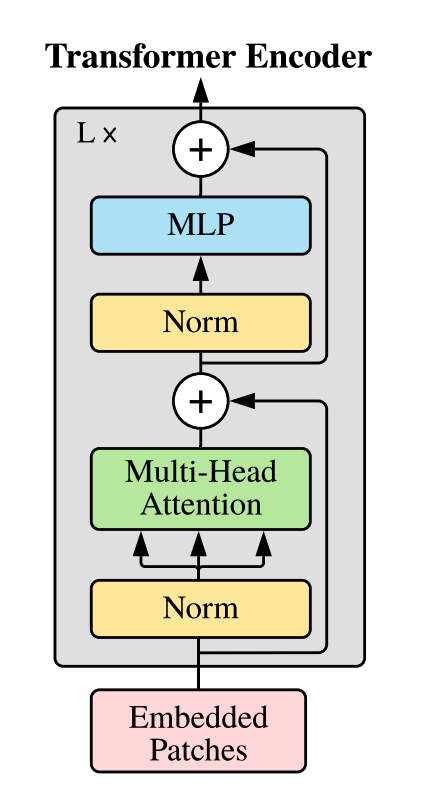 Transformer Encoder
L ×
+
MLP
Norm
+
Multi-Head
Attention
Norm
Embedded
Patches